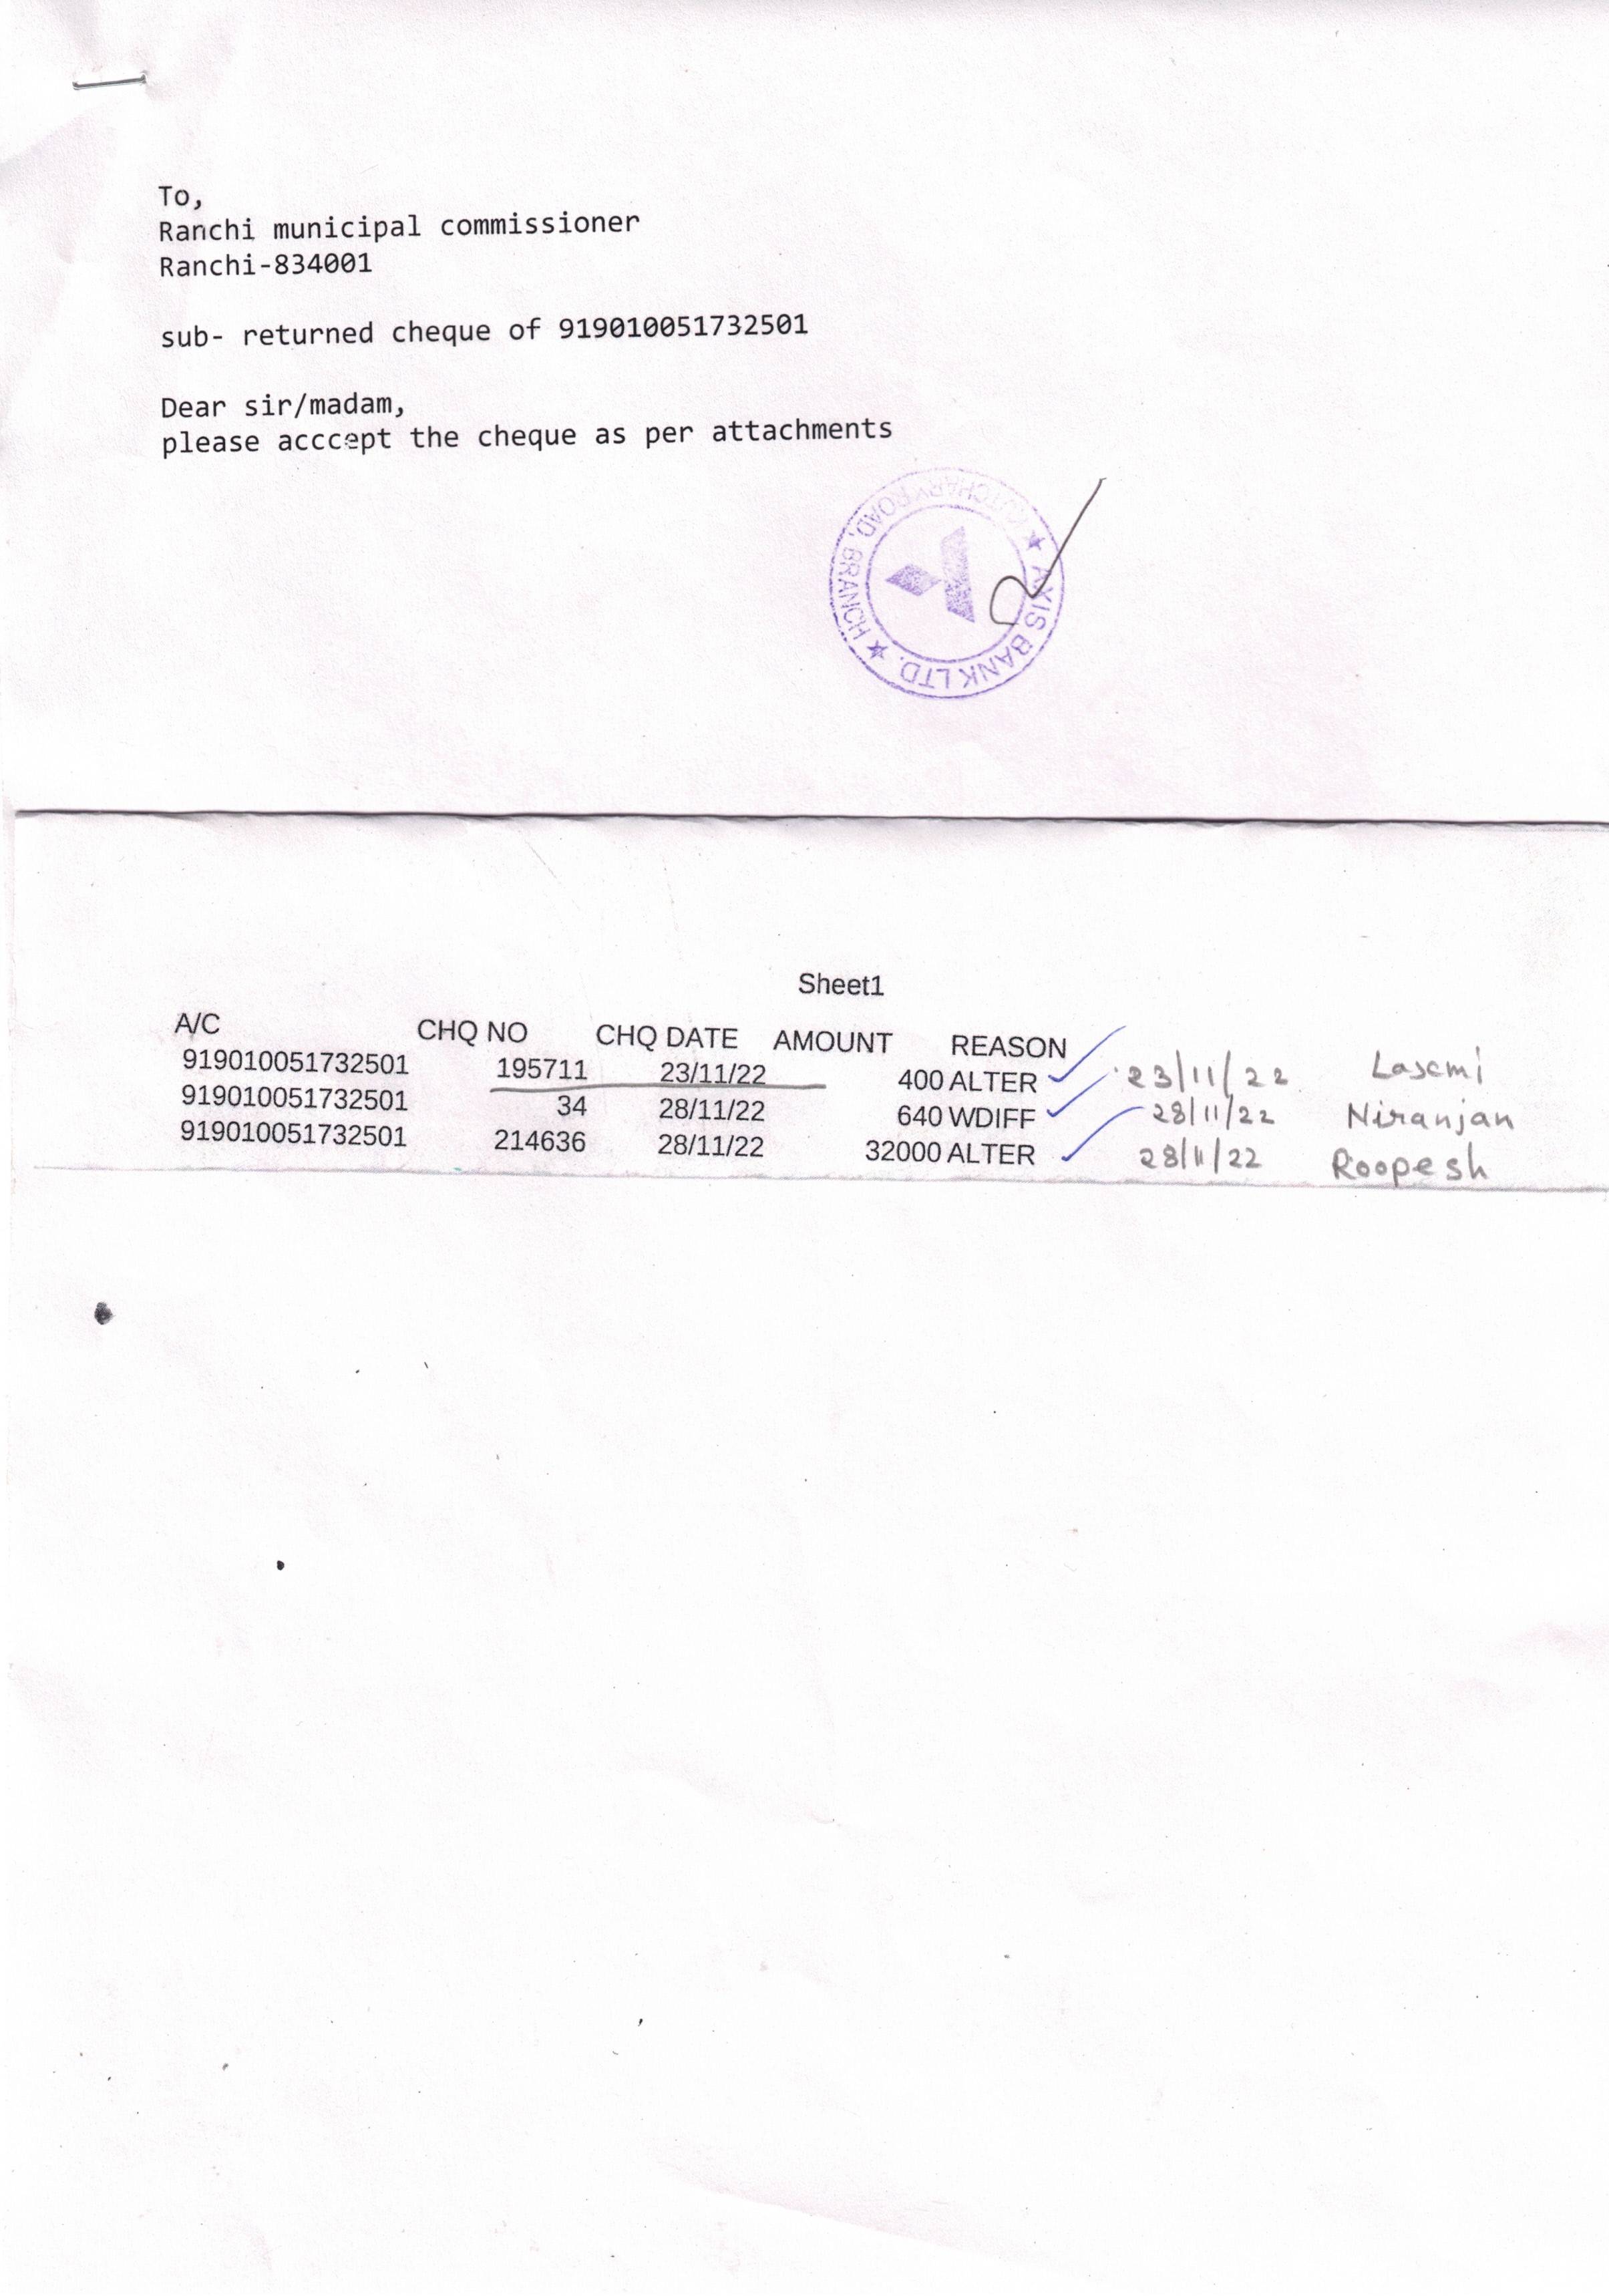 To,
Ranchi municipal commissioner
Ranchi-834001
sub- returned cheque of 919010051732501
Dear sir/madam,
please acccept the cheque as per attachments
AXIS BANK LTD. ★ CUTCHARY ROAD, BRANCH ★
Sheet1
A/C CHQ NO CHQ DATE AMOUNT REASON
919010051732501 195711 23/11/22 400 ALTER 23/11/22 Laxmi
919010051732501 34 28/11/22 640 WDIFF 28/11/22 Niranjan
919010051732501 214636 28/11/22 32000 ALTER 28/11/22 Roopesh